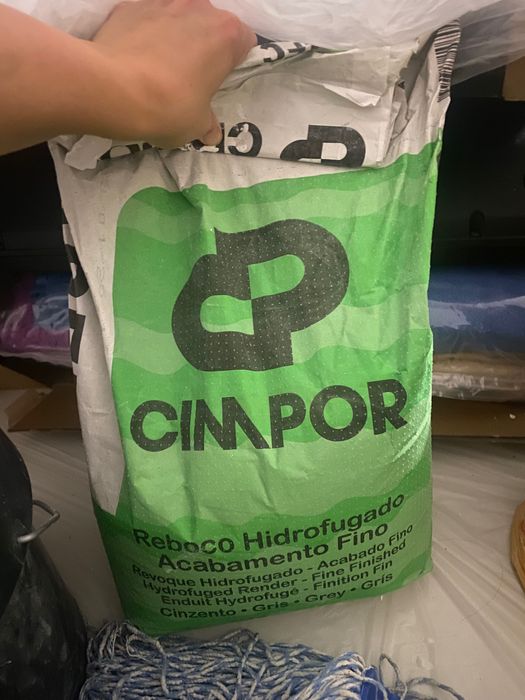 CIMPOR
Reboco Hidrofugado
Acabamento Fino
Revoque Hidrofugado - Acabado Fino
Hydrofuged Render - Fine Finished
Enduit Hydrofugé - Finition Fin
Cinzento • Gris • Grey • Gris